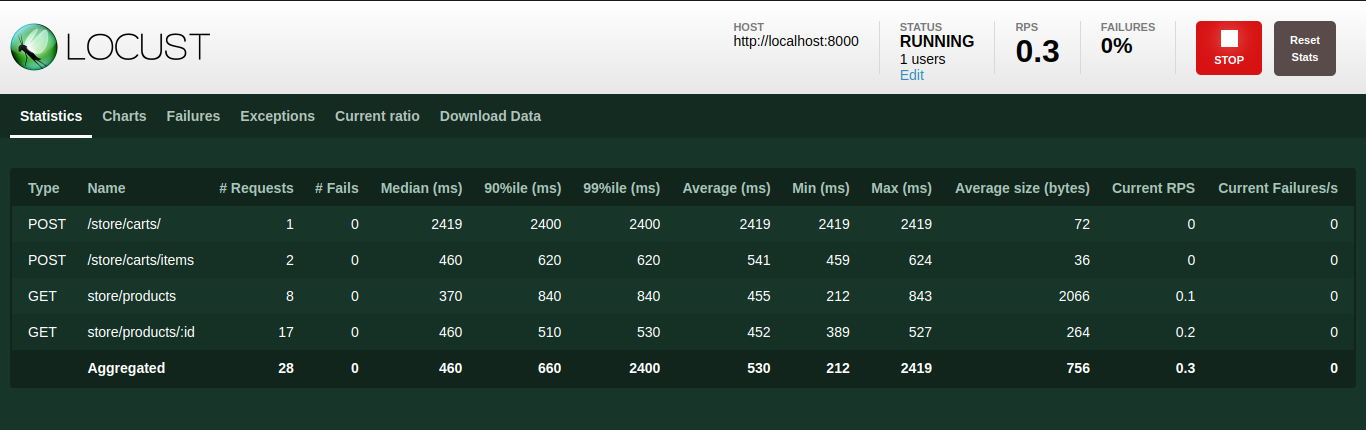 LOCUST
HOST
http://localhost:8000
STATUS
RUNNING
1 users
Edit
RPS
0.3
FAILURES
0%
STOP
Reset
Stats
Statistics Charts Failures Exceptions Current ratio Download Data
Type Name # Requests # Fails Median (ms) 90%ile (ms) 99%ile (ms) Average (ms) Min (ms) Max (ms) Average size (bytes) Current RPS Current Failures/s
POST /store/carts/ 1 0 2419 2400 2400 2419 2419 2419 72 0 0
POST /store/carts/items 2 0 460 620 620 541 459 624 36 0 0
GET store/products 8 0 370 840 840 455 212 843 2066 0.1 0
GET store/products/:id 17 0 460 510 530 452 389 527 264 0.2 0
Aggregated 28 0 460 660 2400 530 212 2419 756 0.3 0